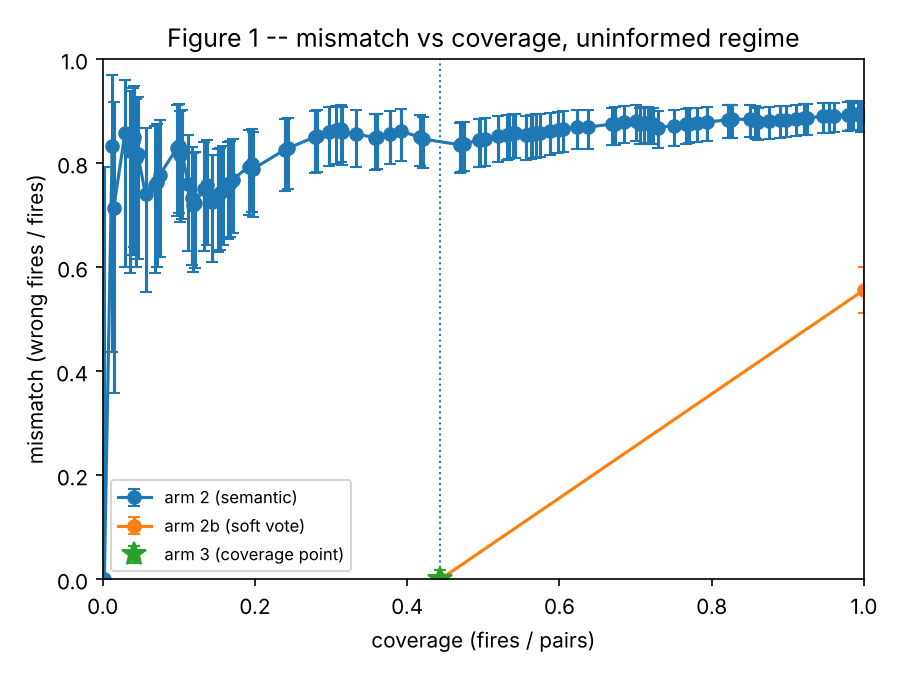 Figure 1 -- mismatch vs coverage, uninformed regime
mismatch (wrong fires / fires)
1.0
0.8
0.6
0.4
0.2
0.0
arm 2 (semantic)
arm 2b (soft vote)
arm 3 (coverage point)
0.0 0.2 0.4 0.6 0.8 1.0
coverage (fires / pairs)